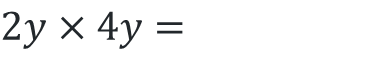 2y × 4y =